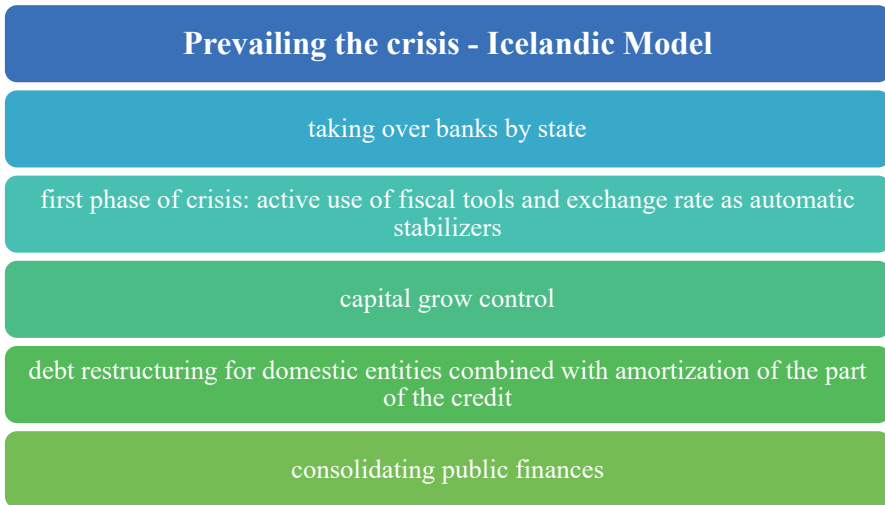 Prevailing the crisis - Icelandic Model
taking over banks by state
first phase of crisis: active use of fiscal tools and exchange rate as automatic
stabilizers
capital grow control
debt restructuring for domestic entities combined with amortization of the part
of the credit
consolidating public finances